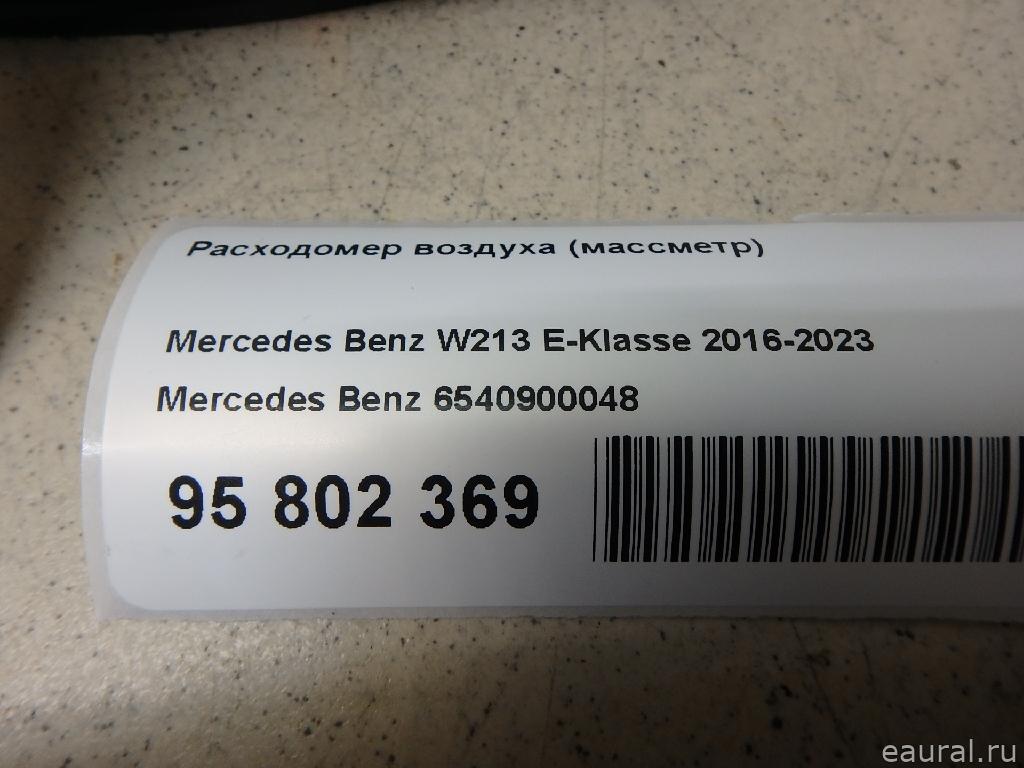 Расходомер воздуха (массметр)
Mercedes Benz W213 E-Klasse 2016-2023
Mercedes Benz 6540900048
95 802 369
eaural.ru